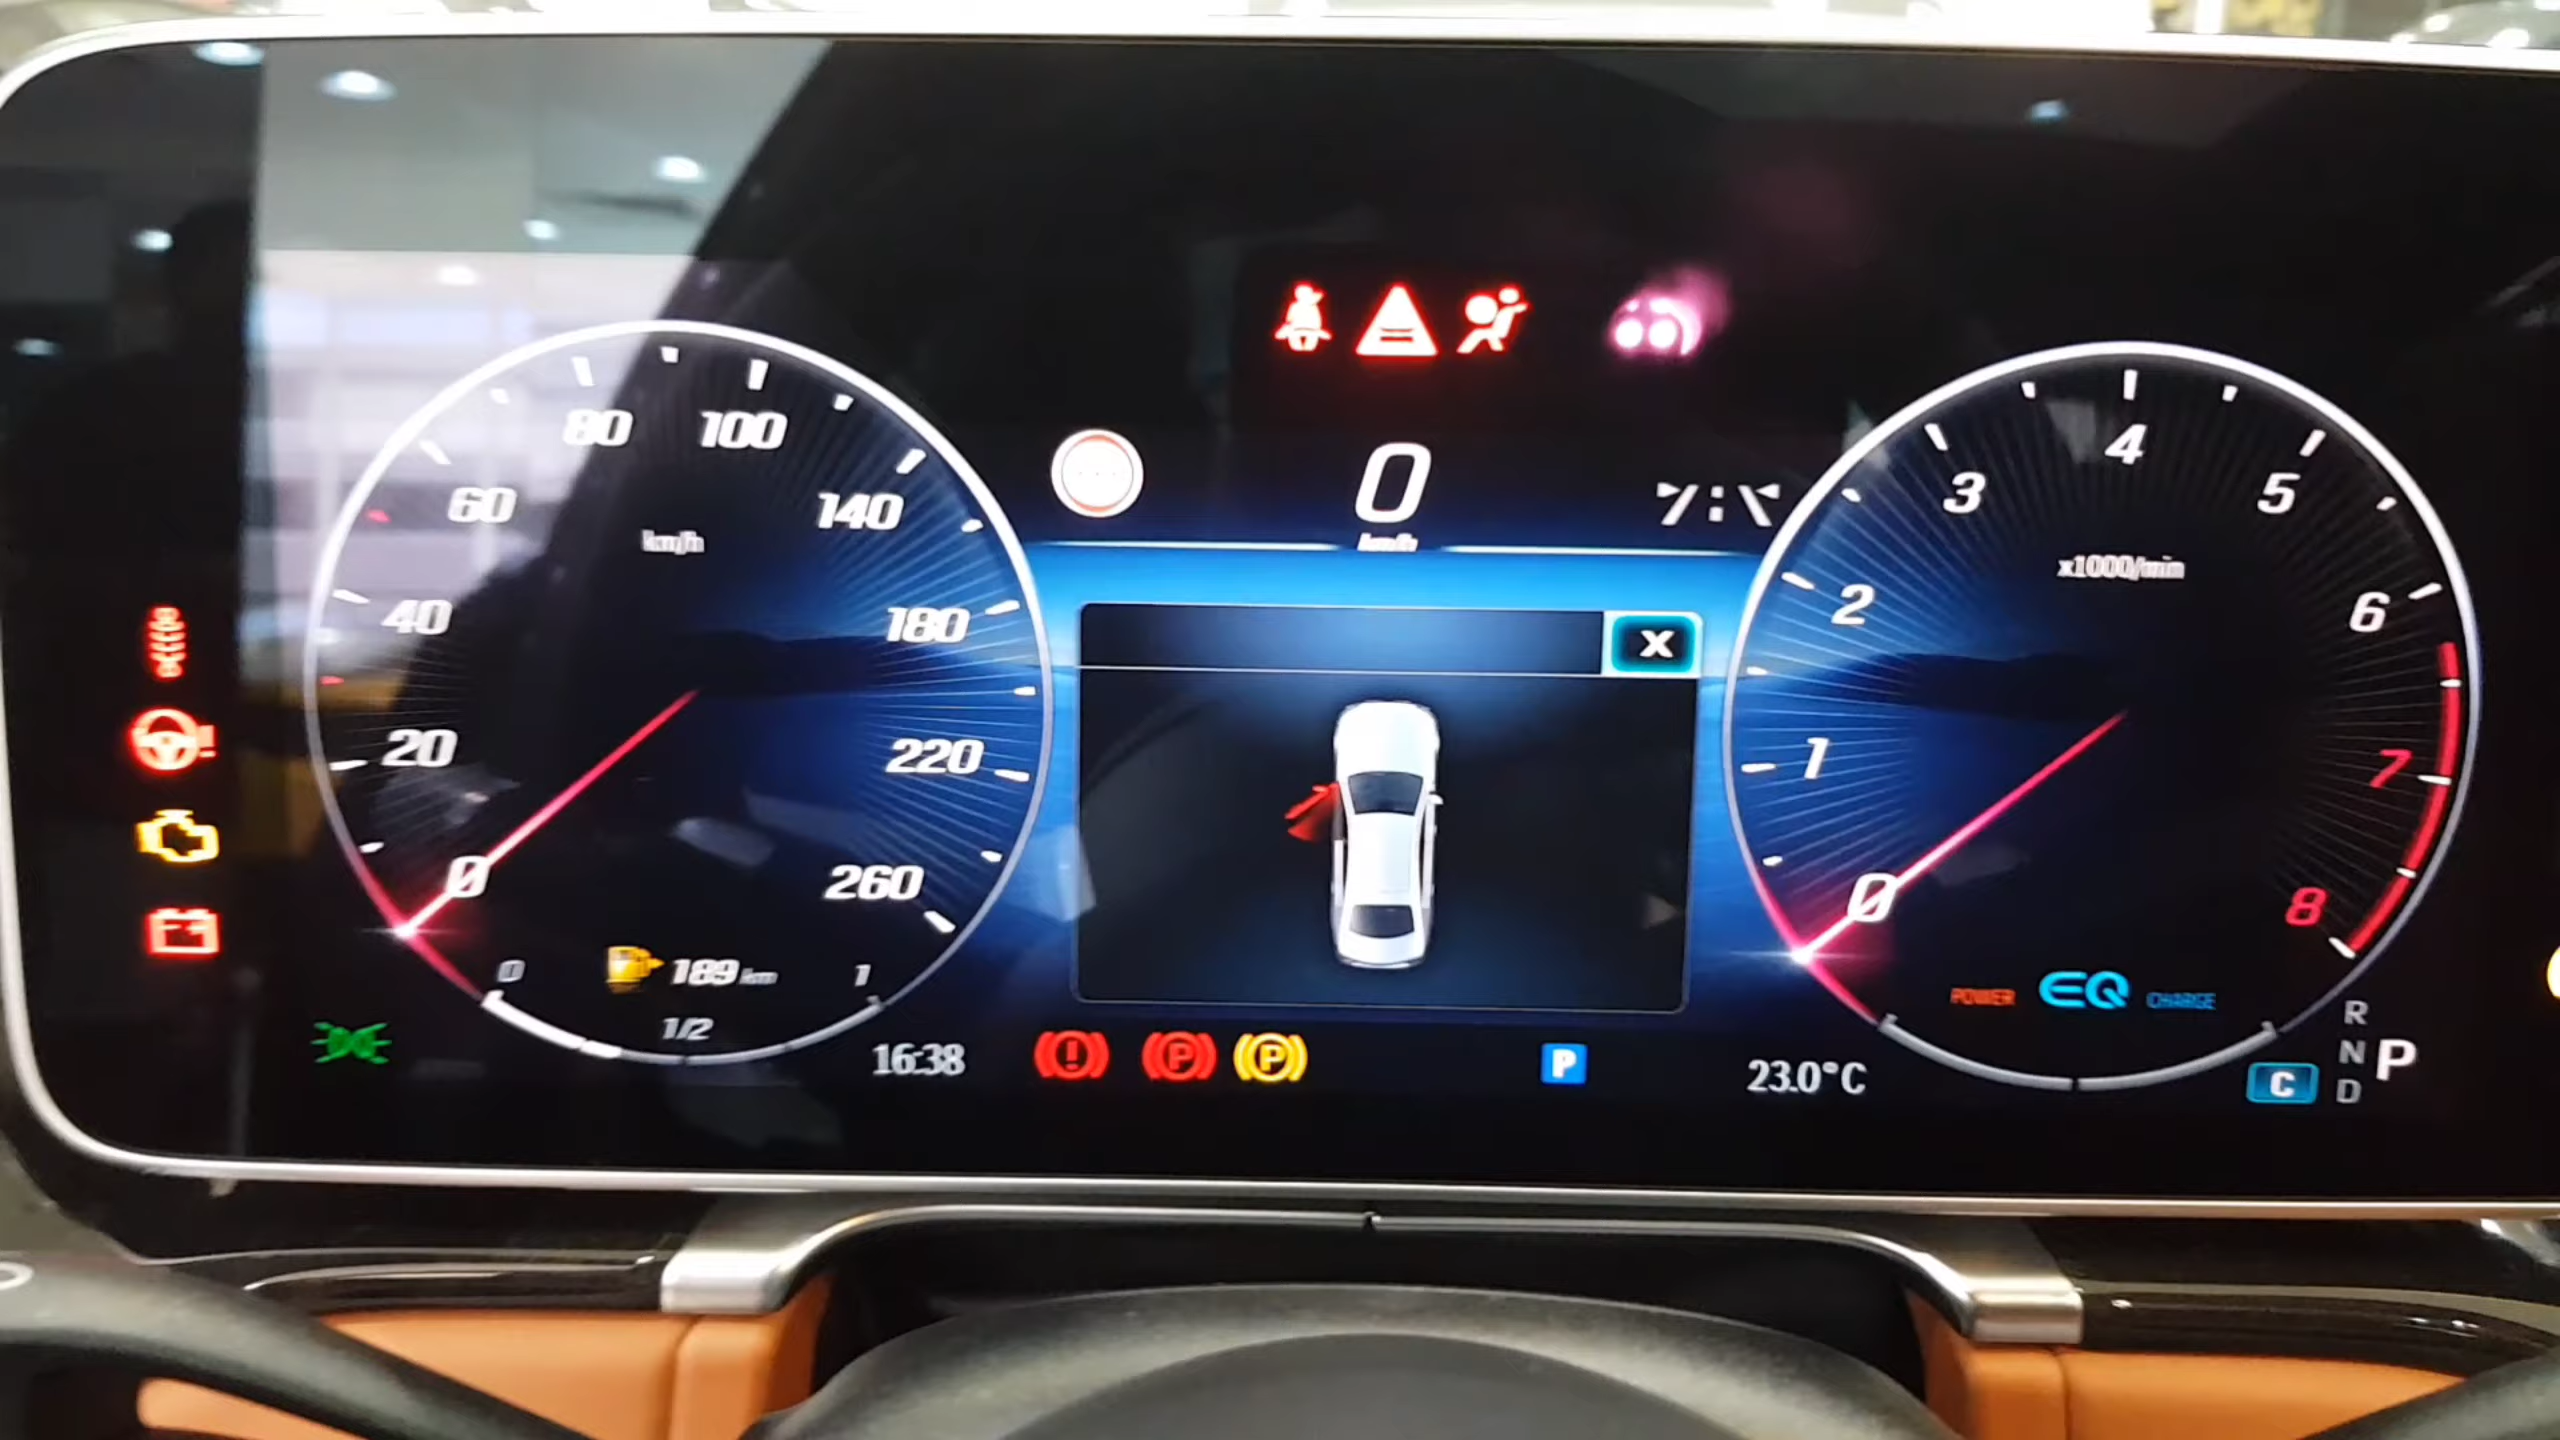 80 100
60 140
km/h
40 180
20 220
0 260
0 189 km 1
1/2
16:38
0
km/h
X
P P P
23.0°C
4
3 5
x1000/min
2 6
1 7
0 8
POWER EQ CHARGE
R
N P
C D